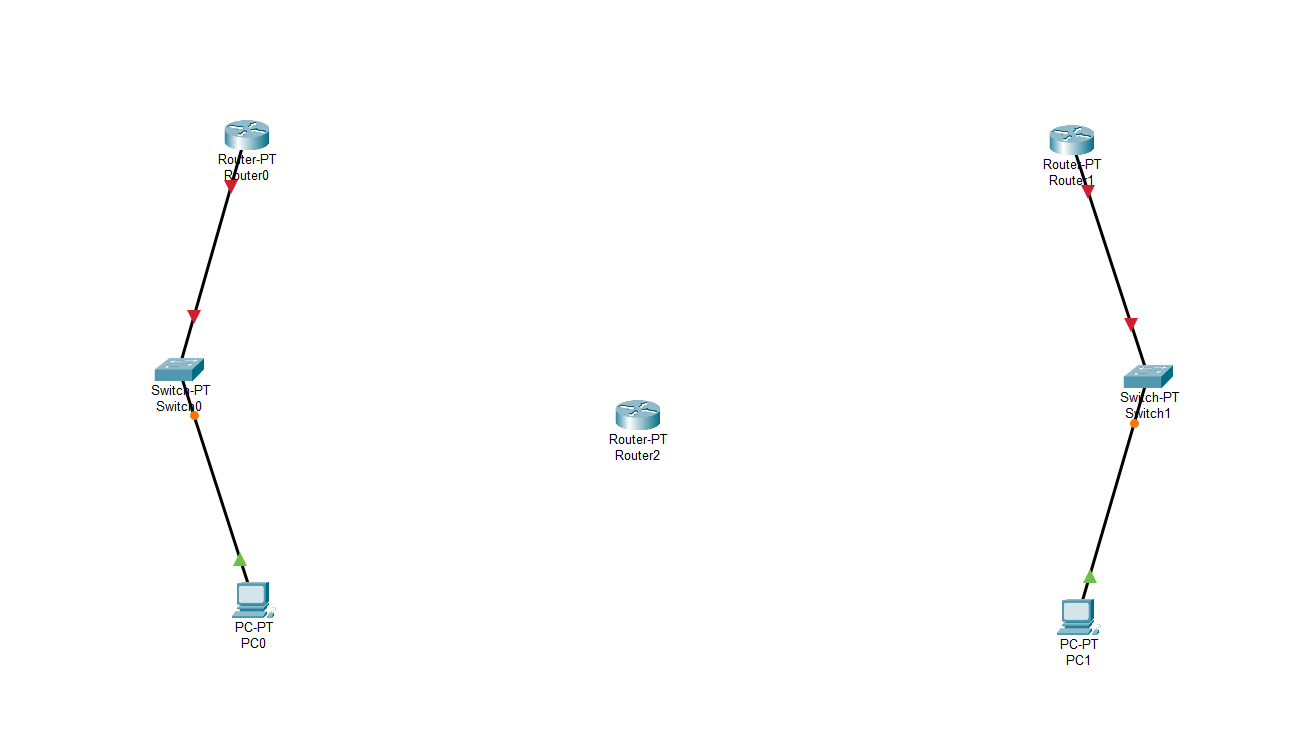 Router-PT
Router0
Router-PT
Router1
Switch-PT
Switch0
Switch-PT
Switch1
Router-PT
Router2
PC-PT
PC0
PC-PT
PC1